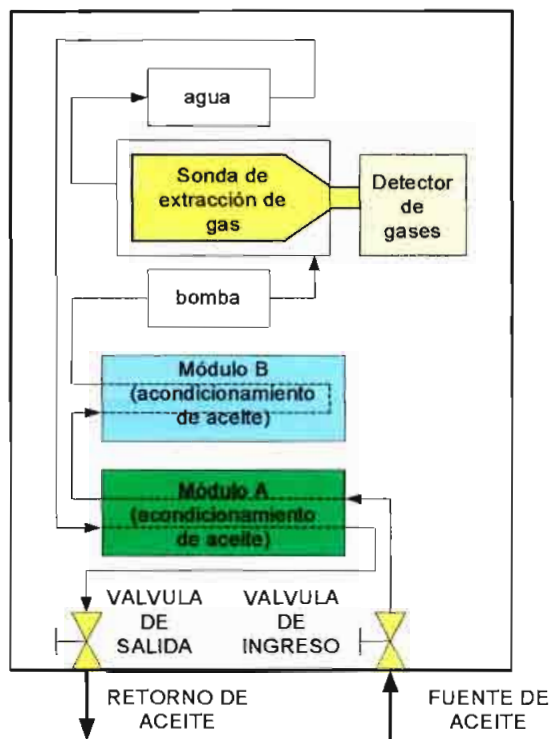 agua
Sonda de
extracción de
gas
Detector
de
gases
bomba
Módulo B
(acondicionamiento
de aceite)
Módulo A
(acondicionamiento
de aceite)
VALVULA
DE
SALIDA
VALVULA
DE
INGRESO
RETORNO DE
ACEITE
FUENTE DE
ACEITE